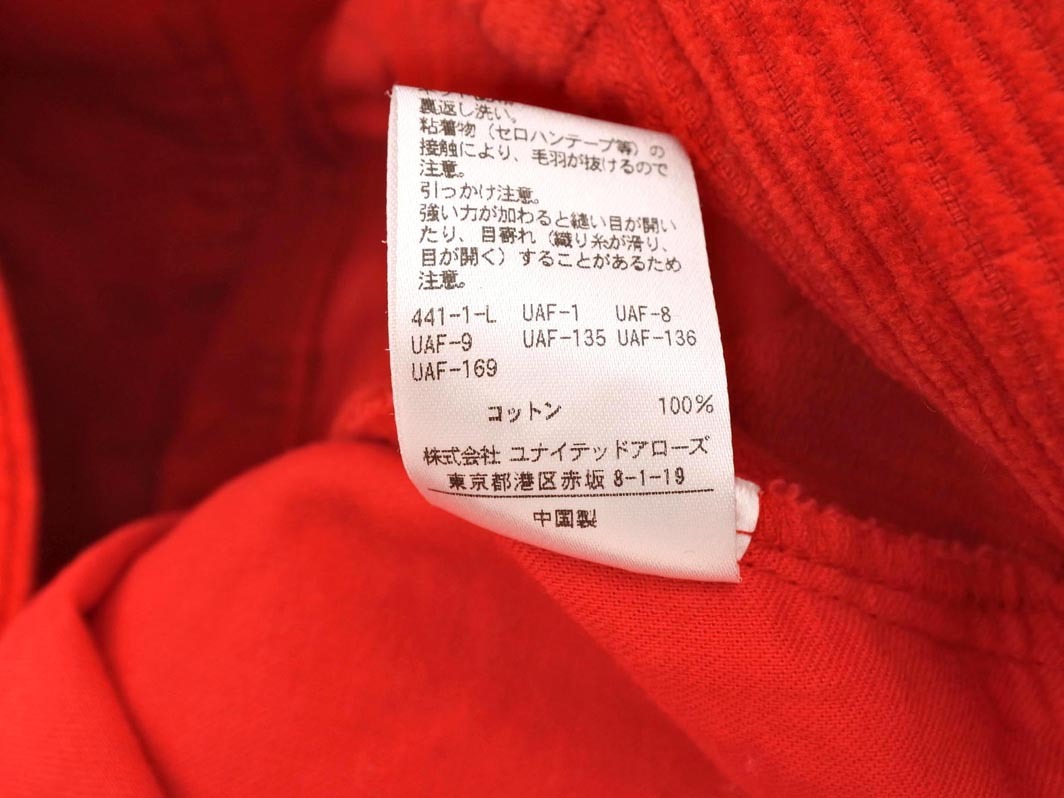 裏返し洗い。
粘着物（セロハンテープ等）の
接触により、毛羽が抜けるので
注意。
引っかけ注意。
強い力が加わると縫い目が開い
たり、目寄れ（織り糸が滑り、
目が開く）することがあるため
注意。
441-1-L UAF-1 UAF-8
UAF-9 UAF-135 UAF-136
UAF-169
コットン 100%
株式会社 ユナイテッドアローズ
東京都港区赤坂 8-1-19
中国製